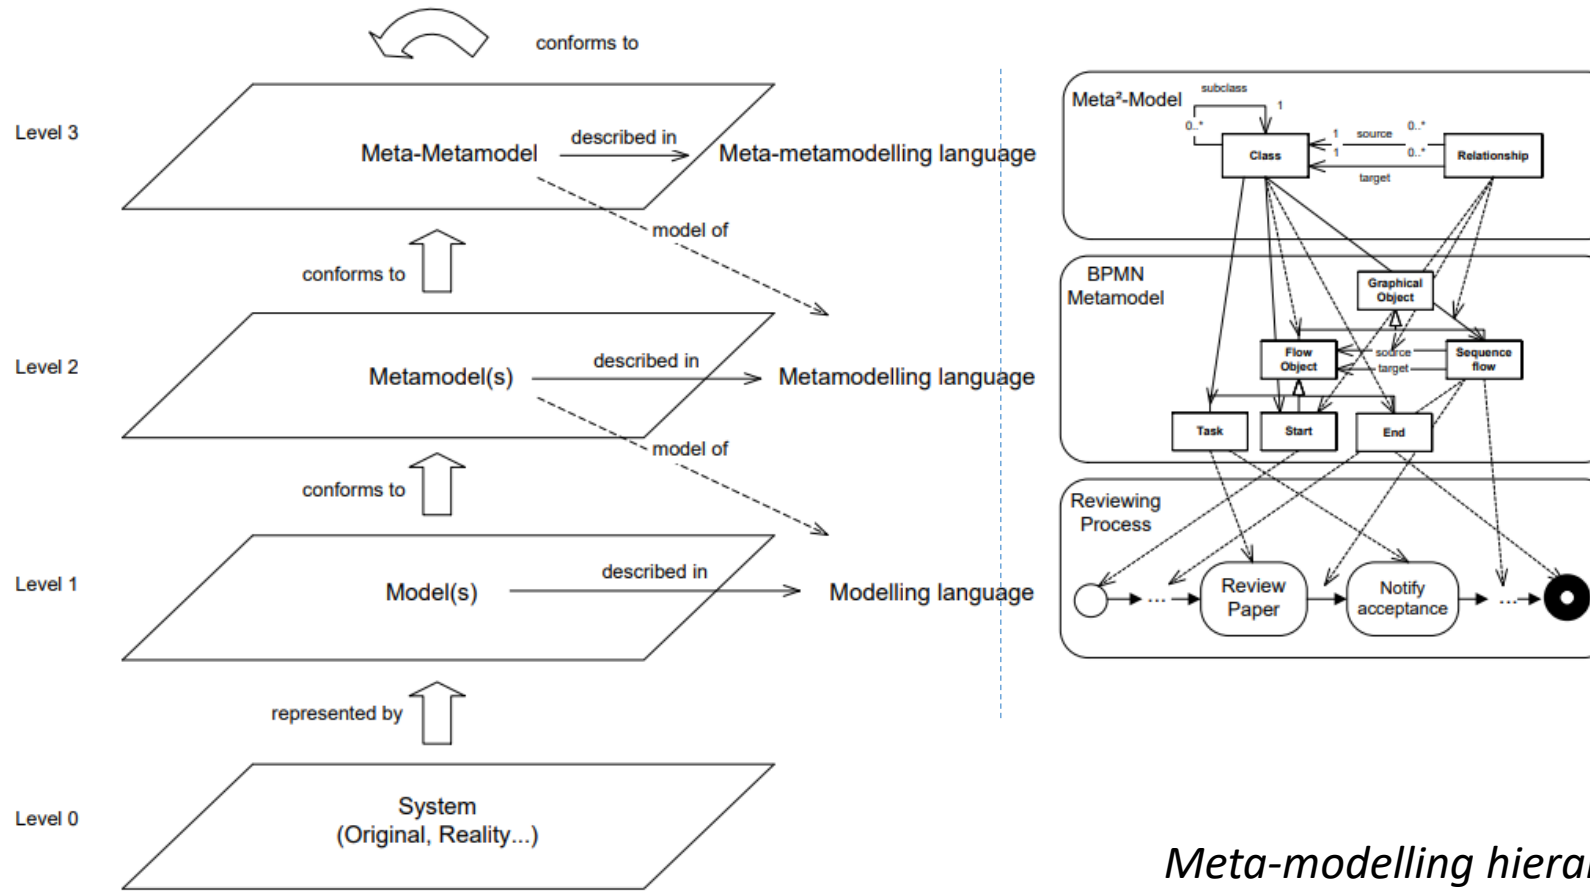 conforms to
Level 3
Meta-Metamodel
described in
Meta-metamodelling language
model of
conforms to
Level 2
Metamodel(s)
described in
Metamodelling language
model of
conforms to
Level 1
Model(s)
described in
Modelling language
represented by
Level 0
System
(Original, Reality...)
Meta²-Model
subclass
1
0..*
Class
1
source
0..*
1
0..*
target
Relationship
BPMN
Metamodel
Graphical
Object
Flow
Object
source
target
Sequence
flow
Task
Start
End
Reviewing
Process
...
Review
Paper
Notify
acceptance
...
Meta-modelling hierar